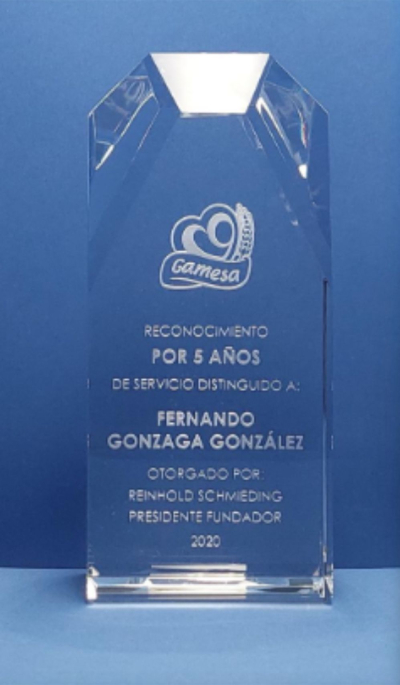 Gamesa
RECONOCIMIENTO
POR 5 AÑOS
DE SERVICIO DISTINGUIDO A:
FERNANDO
GONZAGA GONZÁLEZ
OTORGADO POR:
REINHOLD SCHMIEDING
PRESIDENTE FUNDADOR
2020